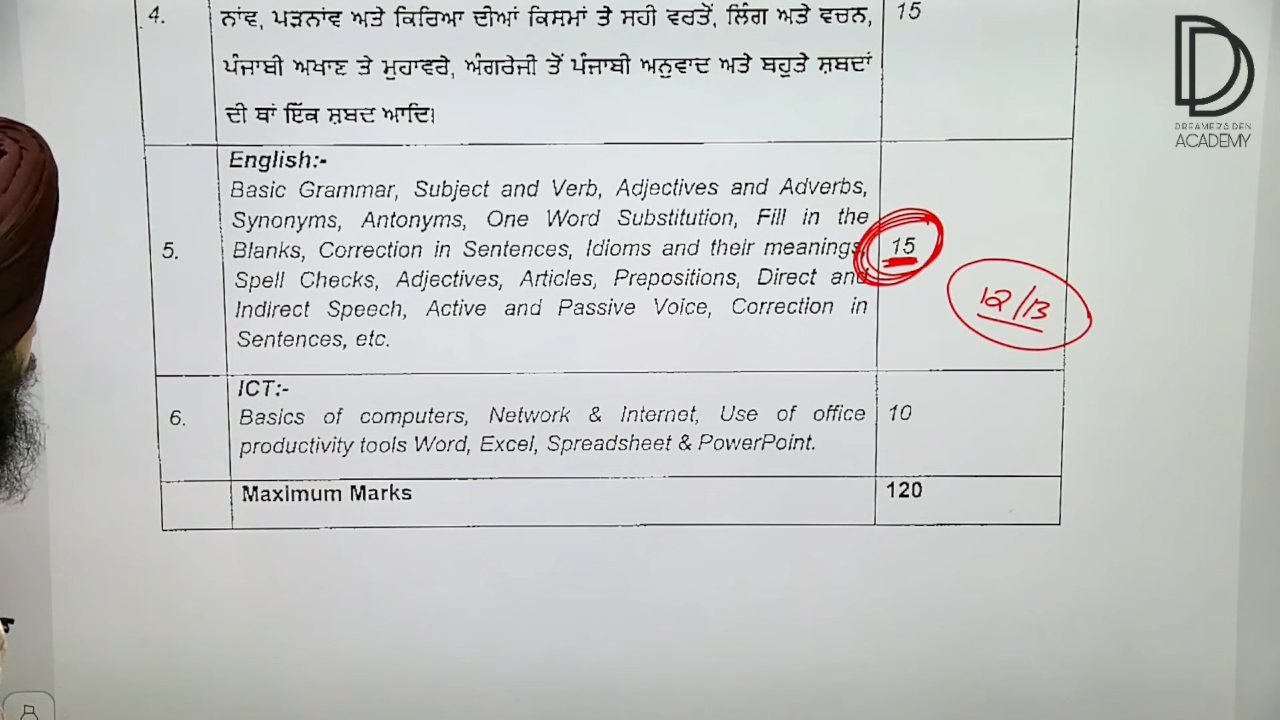 4.
ਨਾਂਵ, ਪੜਨਾਂਵ ਅਤੇ ਕਿਰਿਆ ਦੀਆਂ ਕਿਸਮਾਂ ਤੇ ਸਹੀ ਵਰਤੋਂ, ਲਿੰਗ ਅਤੇ ਵਚਨ,
ਪੰਜਾਬੀ ਅਖਾਣ ਤੇ ਮੁਹਾਵਰੇ, ਅੰਗਰੇਜੀ ਤੋਂ ਪੰਜਾਬੀ ਅਨੁਵਾਦ ਅਤੇ ਬਹੁਤੇ ਸ਼ਬਦਾਂ
ਦੀ ਥਾਂ ਇੱਕ ਸ਼ਬਦ ਆਦਿ।
15
DREAMER'S DEN
ACADEMY
5.
English:-
Basic Grammar, Subject and Verb, Adjectives and Adverbs,
Synonyms, Antonyms, One Word Substitution, Fill in the
Blanks, Correction in Sentences, Idioms and their meanings
Spell Checks, Adjectives, Articles, Prepositions, Direct and
Indirect Speech, Active and Passive Voice, Correction in
Sentences, etc.
15
12/13
6.
ICT:-
Basics of computers, Network & Internet, Use of office
productivity tools Word, Excel, Spreadsheet & PowerPoint.
10
Maximum Marks
120